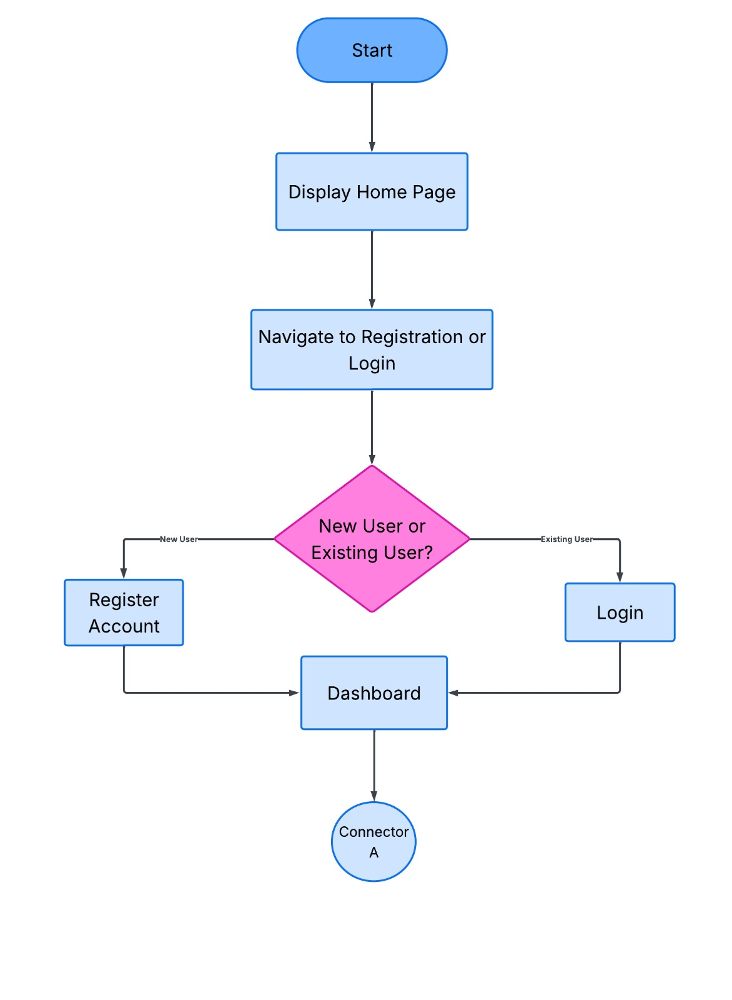 Start
Display Home Page
Navigate to Registration or
Login
New User or
Existing User?
New User
Existing User
Register
Account
Login
Dashboard
Connector
A